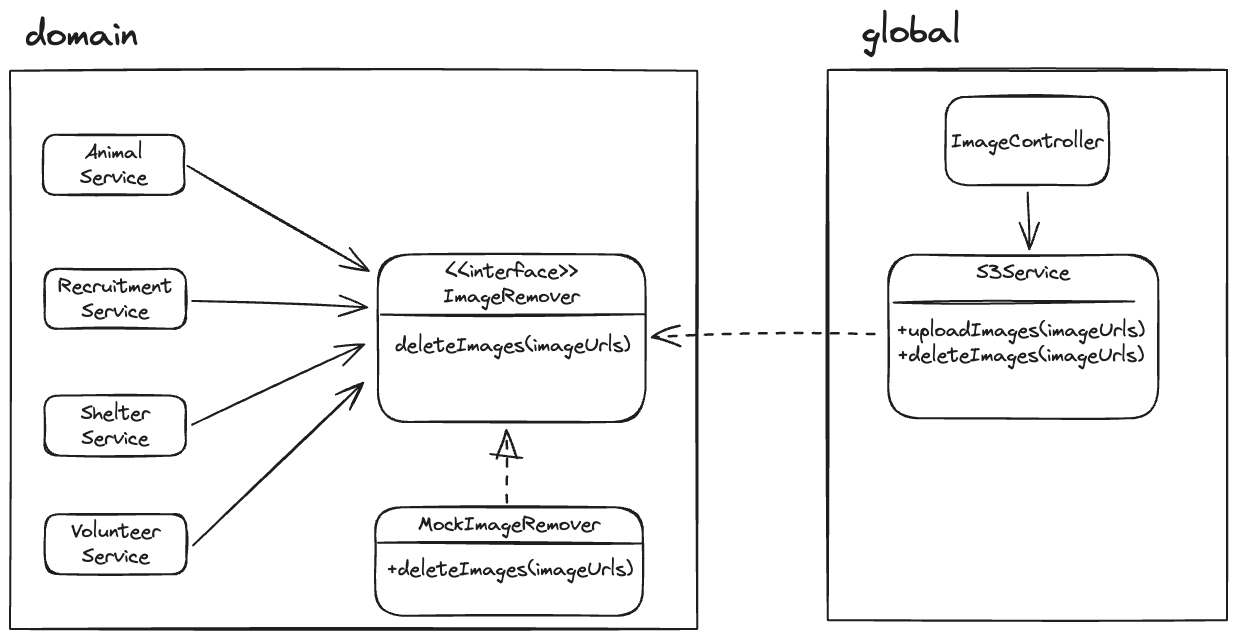 domain
global
Animal
Service
Recruitment
Service
Shelter
Service
Volunteer
Service
<<interface>>
ImageRemover
deleteImages(imageUrls)
MockImageRemover
+deleteImages(imageUrls)
ImageController
S3Service
+uploadImages(imageUrls)
+deleteImages(imageUrls)